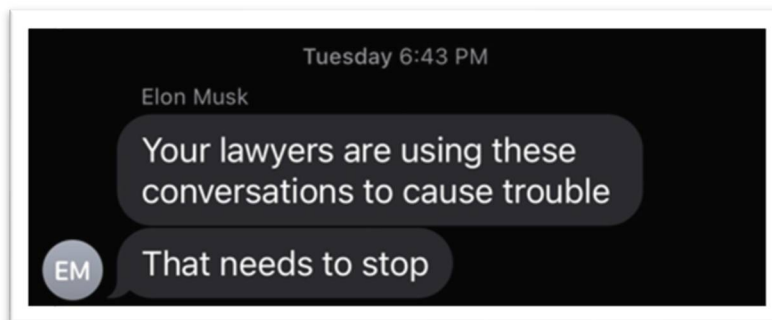 Tuesday 6:43 PM
Elon Musk
Your lawyers are using these
conversations to cause trouble
That needs to stop
EM